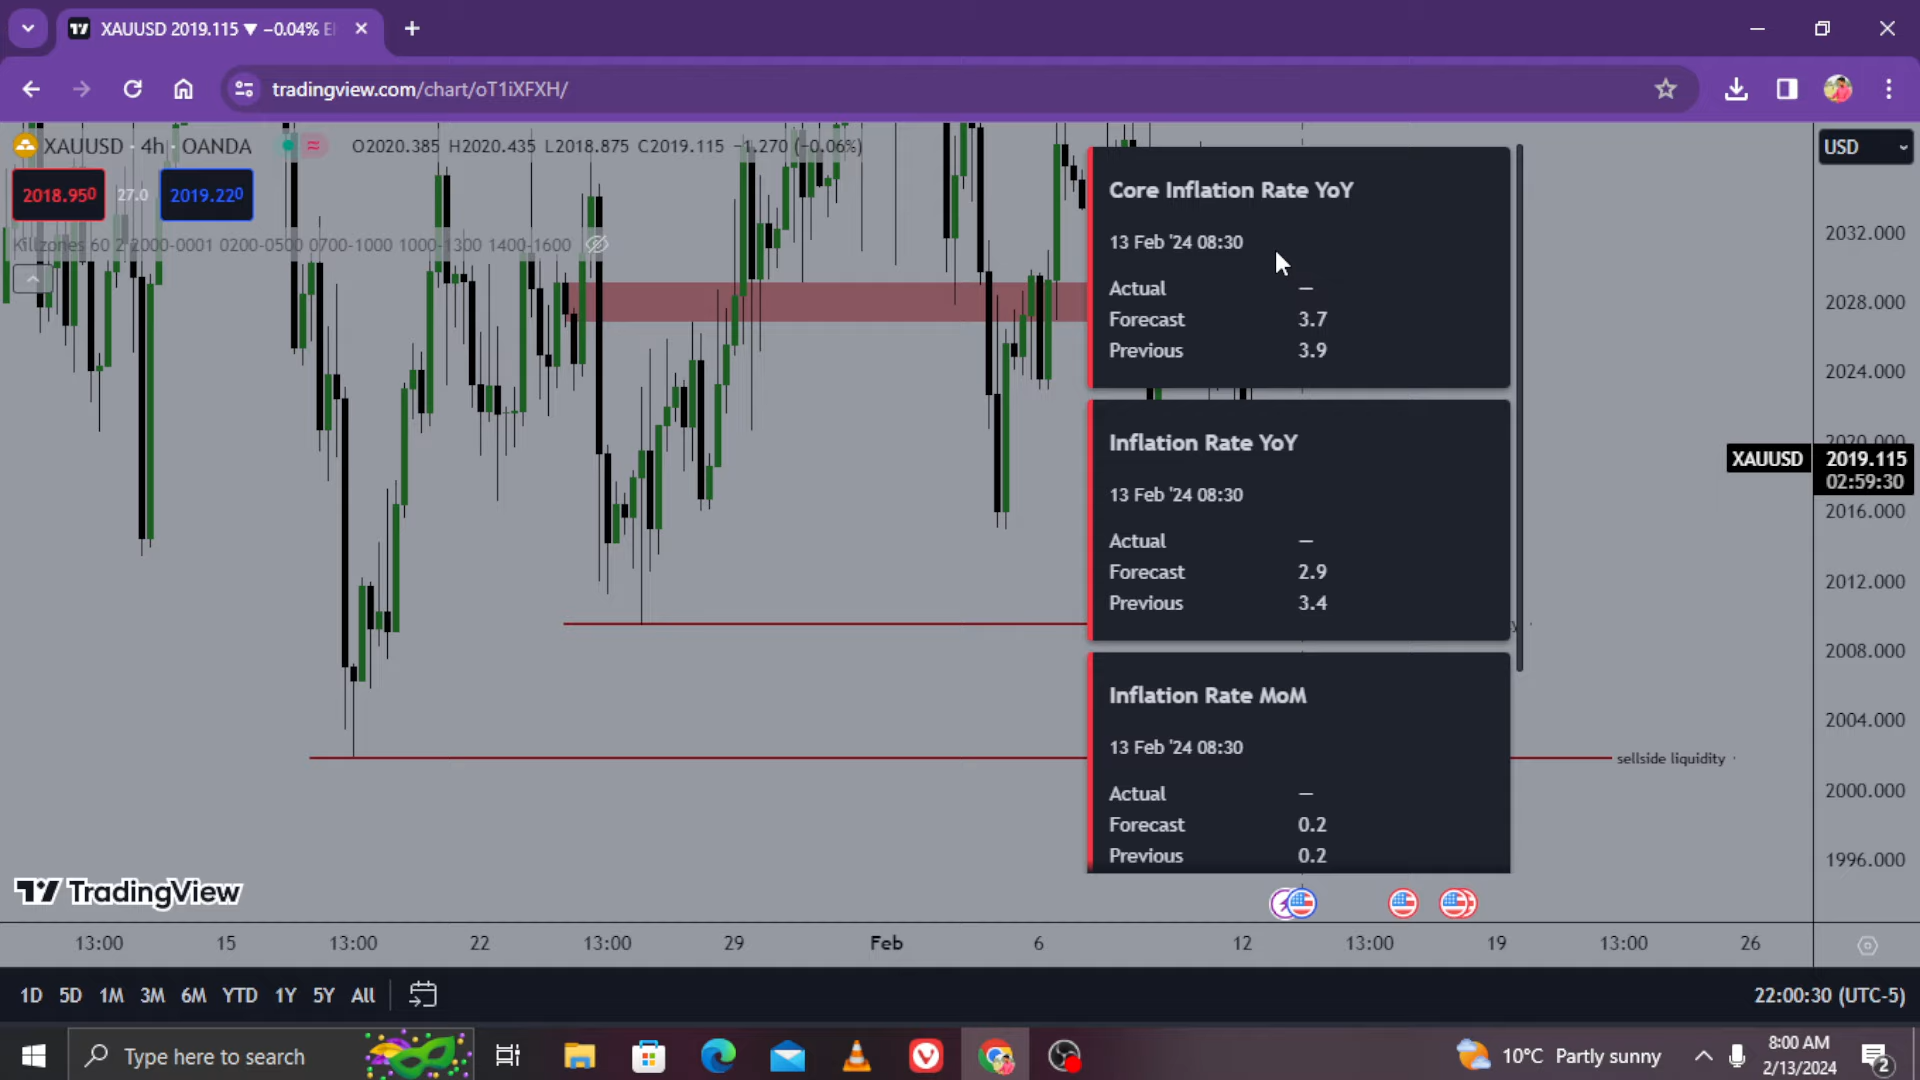 XAUUSD 2019.115 ▼ −0.04%
tradingview.com/chart/oT1iXFXH/
XAUUSD · 4h · OANDA O2020.385 H2020.435 L2018.875 C2019.115 −1.270 (−0.06%)
USD
2018.950 27.0 2019.220
Killzones 60 2 2000-0001 0200-0500 0700-1000 1000-1300 1400-1600
Core Inflation Rate YoY
13 Feb '24 08:30
Actual —
Forecast 3.7
Previous 3.9
Inflation Rate YoY
13 Feb '24 08:30
Actual —
Forecast 2.9
Previous 3.4
Inflation Rate MoM
13 Feb '24 08:30
Actual —
Forecast 0.2
Previous 0.2
sellside liquidity
2032.000
2028.000
2024.000
2020.000
XAUUSD 2019.115
02:59:30
2016.000
2012.000
2008.000
2004.000
2000.000
1996.000
TradingView
13:00 15 13:00 22 13:00 29 Feb 6 12 13:00 19 13:00 26
1D 5D 1M 3M 6M YTD 1Y 5Y All
22:00:30 (UTC-5)
Type here to search
10°C Partly sunny
8:00 AM
2/13/2024
2